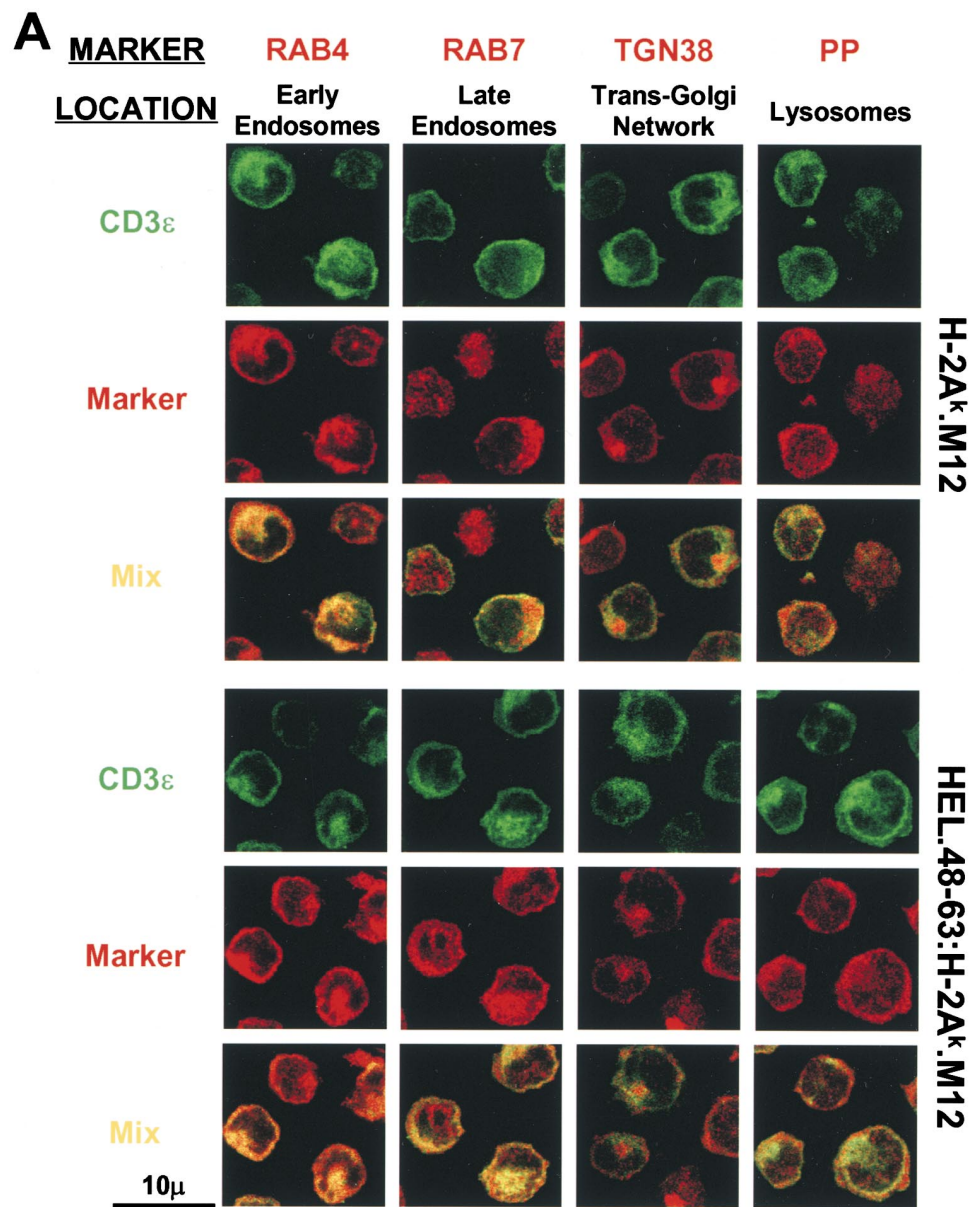 A
MARKER RAB4 RAB7 TGN38 PP
LOCATION Early Endosomes Late Endosomes Trans-Golgi Network Lysosomes
CD3ε
Marker
Mix
H-2Aᵏ.M12
CD3ε
Marker
Mix
HEL.48-63:H-2Aᵏ.M12
10μ